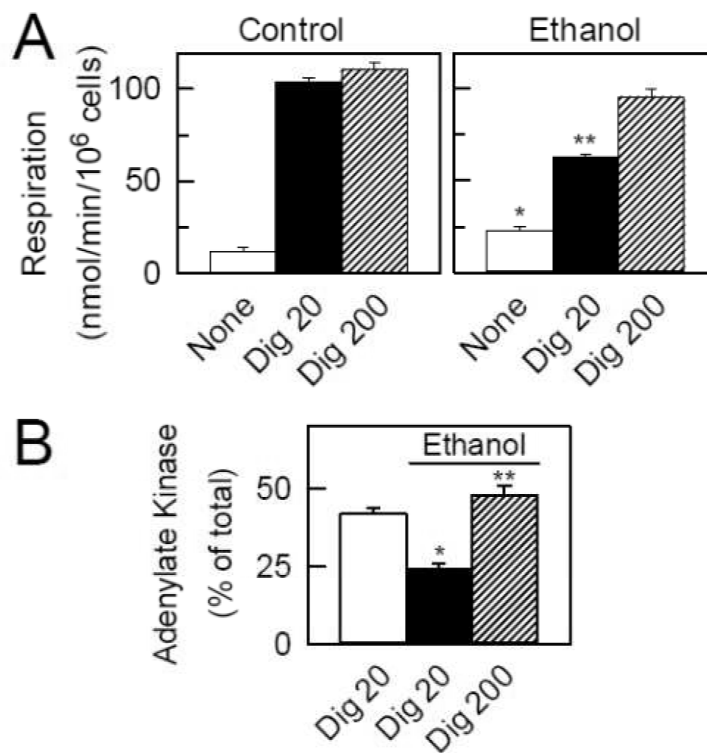 A
Control
Ethanol
Respiration
(nmol/min/10⁶ cells)
100
50
0
*
**
None
Dig 20
Dig 200
None
Dig 20
Dig 200
B
Adenylate Kinase
(% of total)
Ethanol
50
25
0
*
**
Dig 20
Dig 20
Dig 200